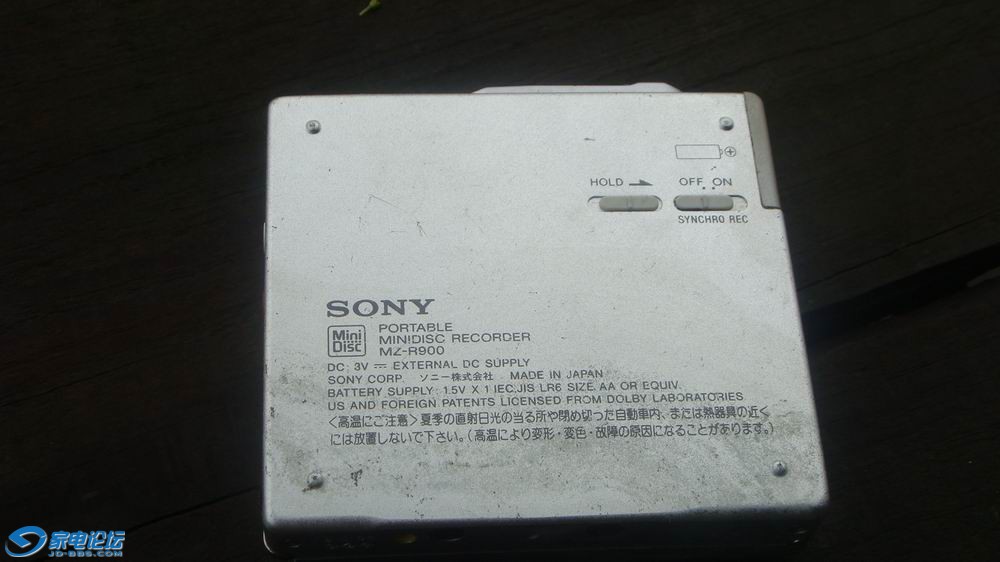 HOLD
OFF ON
SYNCHRO REC
SONY
Mini Disc
PORTABLE
MINIDISC RECORDER
MZ-R900
DC: 3V EXTERNAL DC SUPPLY
SONY CORP. ソニー株式会社 MADE IN JAPAN
BATTERY SUPPLY: 1.5V X 1 IEC,JIS LR6 SIZE AA OR EQUIV.
US AND FOREIGN PATENTS LICENSED FROM DOLBY LABORATORIES
〈高温にご注意〉夏季の直射日光の当る所や閉め切った自動車内、または熱器具の近く
には放置しないで下さい。(高温により変形・変色・故障の原因になることがあります。)
家电论坛
JD-BBS.COM